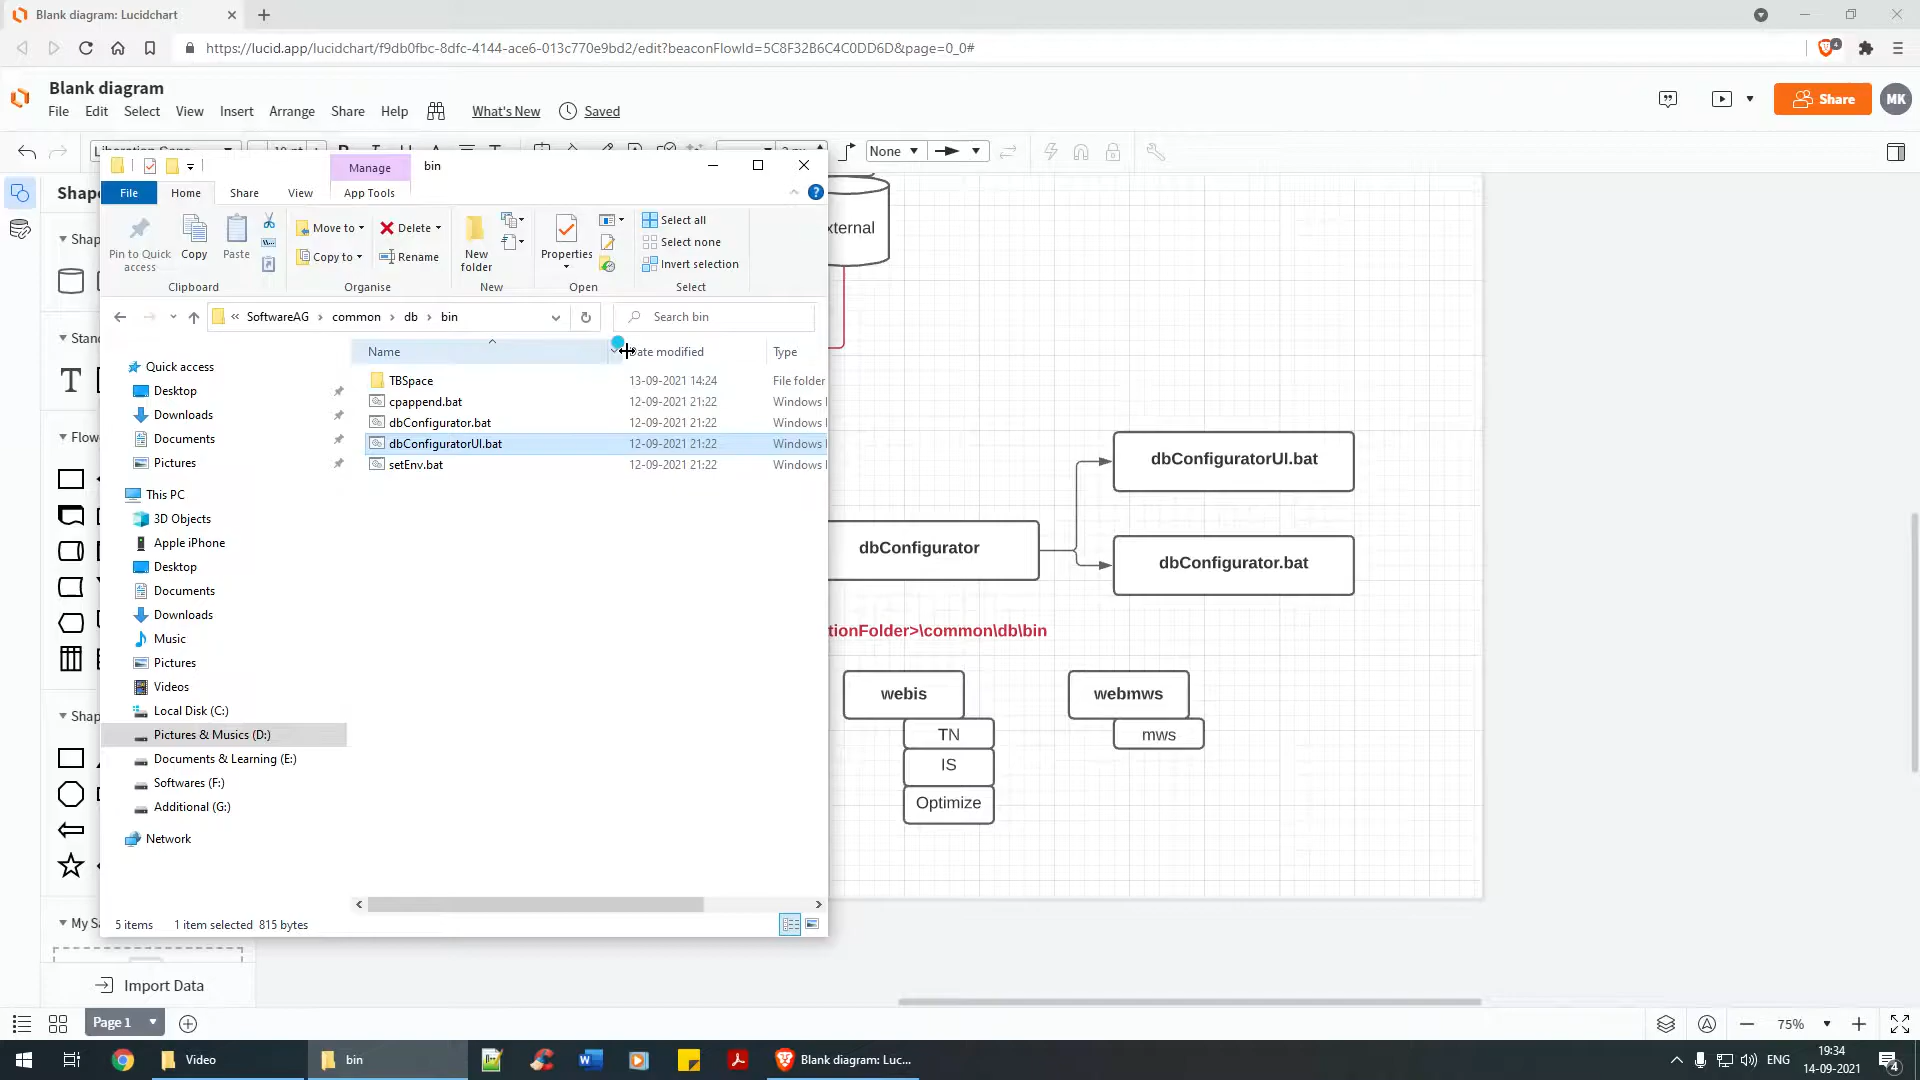 Blank diagram: Lucidchart
https://lucid.app/lucidchart/f9db0fbc-8dfc-4144-ace6-013c770e9bd2/edit?beaconFlowId=5C8F32B6C4C0DD6D&page=0_0#
4
Blank diagram
File Edit Select View Insert Arrange Share Help What's New Saved
Share
MK
None
Manage bin
File Home Share View App Tools
Pin to Quick access
Copy
Paste
Move to
Copy to
Delete
Rename
New folder
Properties
Select all
Select none
Invert selection
Clipboard Organise New Open Select
« SoftwareAG › common › db › bin
Search bin
Name Date modified Type
TBSpace 13-09-2021 14:24 File folder
cpappend.bat 12-09-2021 21:22 Windows
dbConfigurator.bat 12-09-2021 21:22 Windows
dbConfiguratorUI.bat 12-09-2021 21:22 Windows
setEnv.bat 12-09-2021 21:22 Windows
Quick access
Desktop
Downloads
Documents
Pictures
This PC
3D Objects
Apple iPhone
Desktop
Documents
Downloads
Music
Pictures
Videos
Local Disk (C:)
Pictures & Musics (D:)
Documents & Learning (E:)
Softwares (F:)
Additional (G:)
Network
5 items 1 item selected 815 bytes
Shap
Shap
Stand
Flow
Shap
My Sa
Import Data
xternal
dbConfiguratorUI.bat
dbConfigurator
dbConfigurator.bat
tionFolder>\common\db\bin
webis
TN
IS
Optimize
webmws
mws
Page 1
75%
Video
bin
Blank diagram: Luc...
ENG
19:34
14-09-2021
4